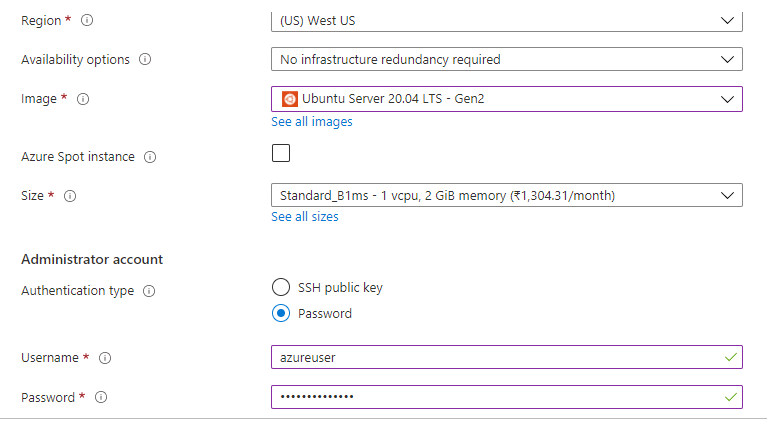 Region *
(US) West US
Availability options
No infrastructure redundancy required
Image *
Ubuntu Server 20.04 LTS - Gen2
See all images
Azure Spot instance
Size *
Standard_B1ms - 1 vcpu, 2 GiB memory (₹1,304.31/month)
See all sizes
Administrator account
Authentication type
SSH public key
Password
Username *
azureuser
Password *
••••••••••••••